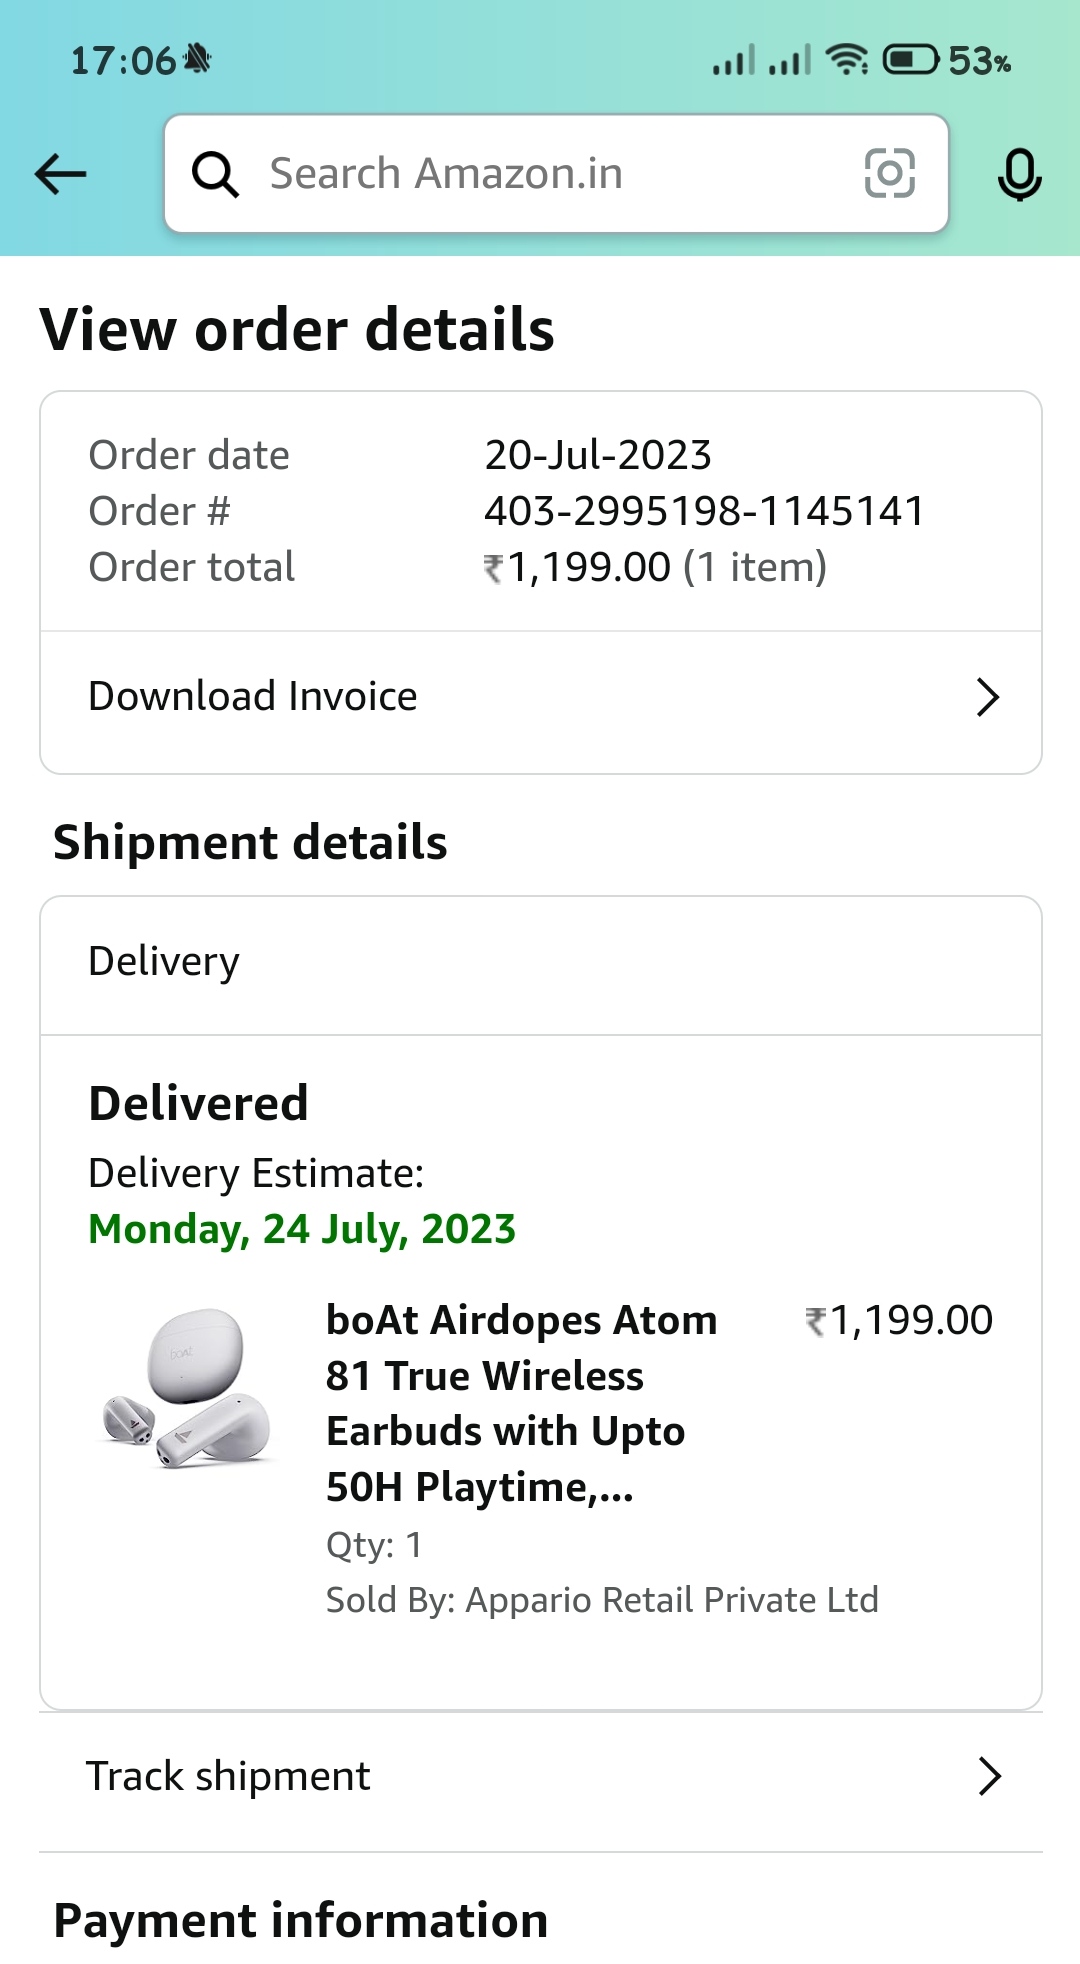 17:06 53%
Search Amazon.in
View order details
Order date 20-Jul-2023
Order # 403-2995198-1145141
Order total ₹1,199.00 (1 item)
Download Invoice
Shipment details
Delivery
Delivered
Delivery Estimate:
Monday, 24 July, 2023
boAt
boAt Airdopes Atom ₹1,199.00
81 True Wireless
Earbuds with Upto
50H Playtime,...
Qty: 1
Sold By: Appario Retail Private Ltd
Track shipment
Payment information